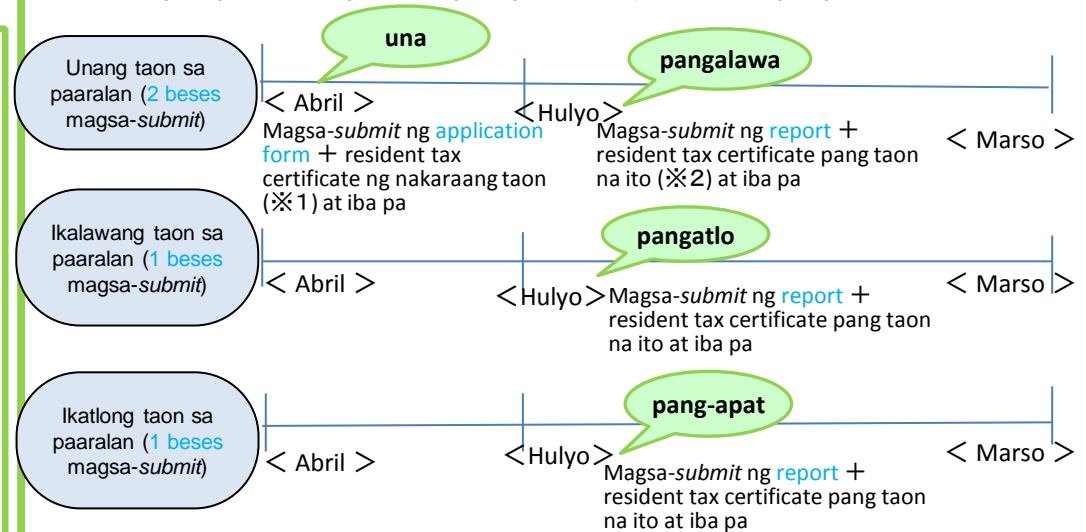 una
pangalawa
Unang taon sa
paaralan (2 beses
magsa-submit)
< Abril >
Magsa-submit ng application
form + resident tax
certificate ng nakaraang taon
(※1) at iba pa
<Hulyo>
Magsa-submit ng report +
resident tax certificate pang taon
na ito (※2) at iba pa
< Marso >
pangatlo
Ikalawang taon sa
paaralan (1 beses
magsa-submit)
< Abril >
<Hulyo>
Magsa-submit ng report +
resident tax certificate pang taon
na ito at iba pa
< Marso >
pang-apat
Ikatlong taon sa
paaralan (1 beses
magsa-submit)
< Abril >
<Hulyo>
Magsa-submit ng report +
resident tax certificate pang taon
na ito at iba pa
< Marso >